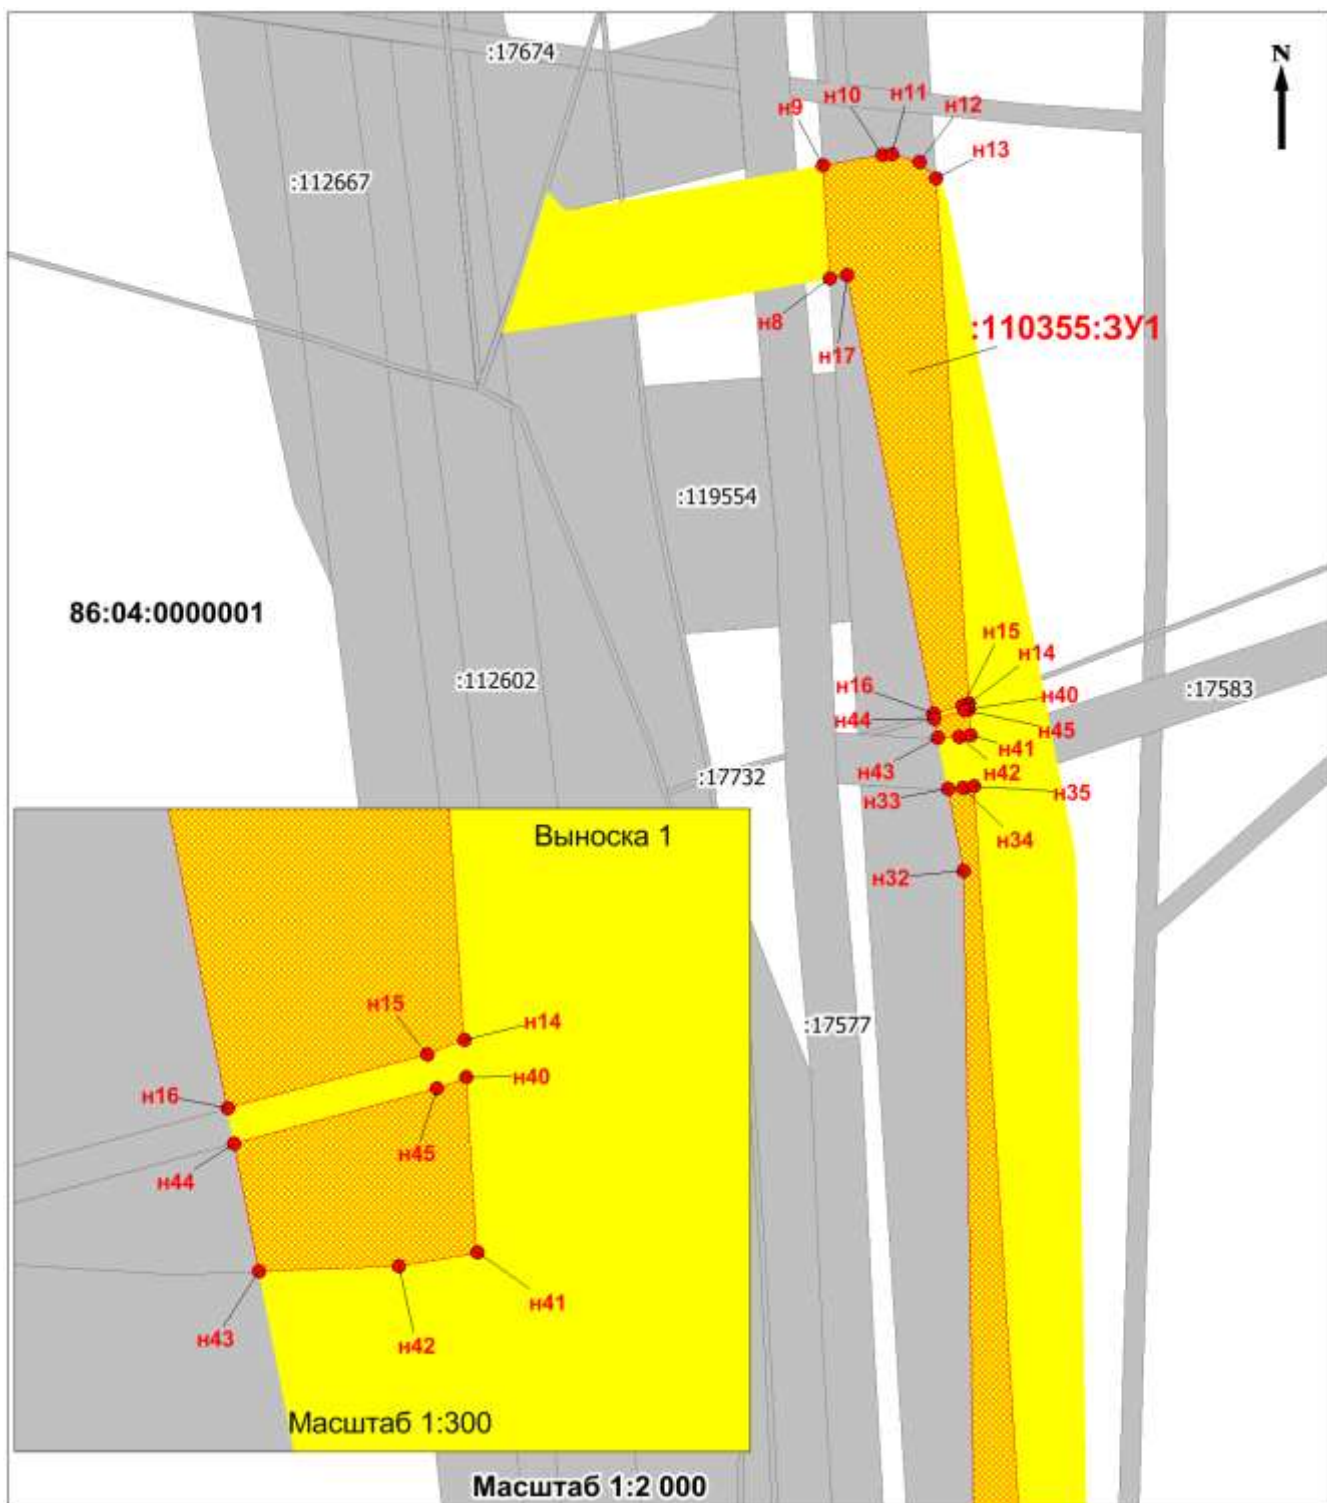 :17674
N
н10
н11
н9
н12
н13
:112667
н8
:110355:ЗУ1
н17
:119554
86:04:0000001
н15
н14
:112602
н16
н40
:17583
н44
н45
н43
н41
н42
:17732
н33
н35
н34
Выноска 1
н32
н15
н14
:17577
н40
н16
н45
н44
н41
н43
н42
Масштаб 1:300
Масштаб 1:2 000